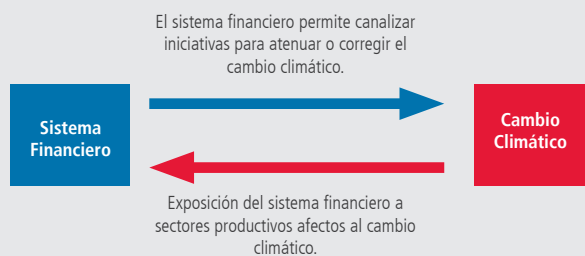 El sistema financiero permite canalizar
iniciativas para atenuar o corregir el
cambio climático.
Sistema
Financiero
Cambio
Climático
Exposición del sistema financiero a
sectores productivos afectos al cambio
climático.